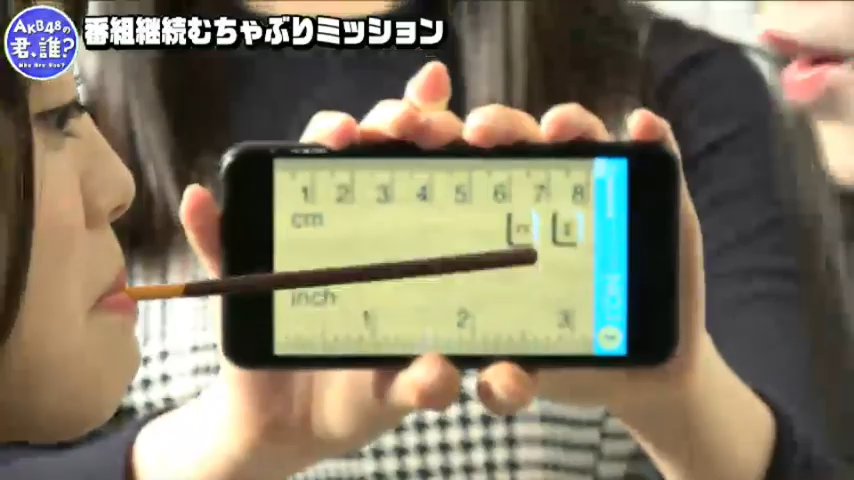 AKB48の
君、誰?
Who Are You?
番組継続むちゃぶりミッション
1 2 3 4 5 6 7 8
cm
inch
1 2 3